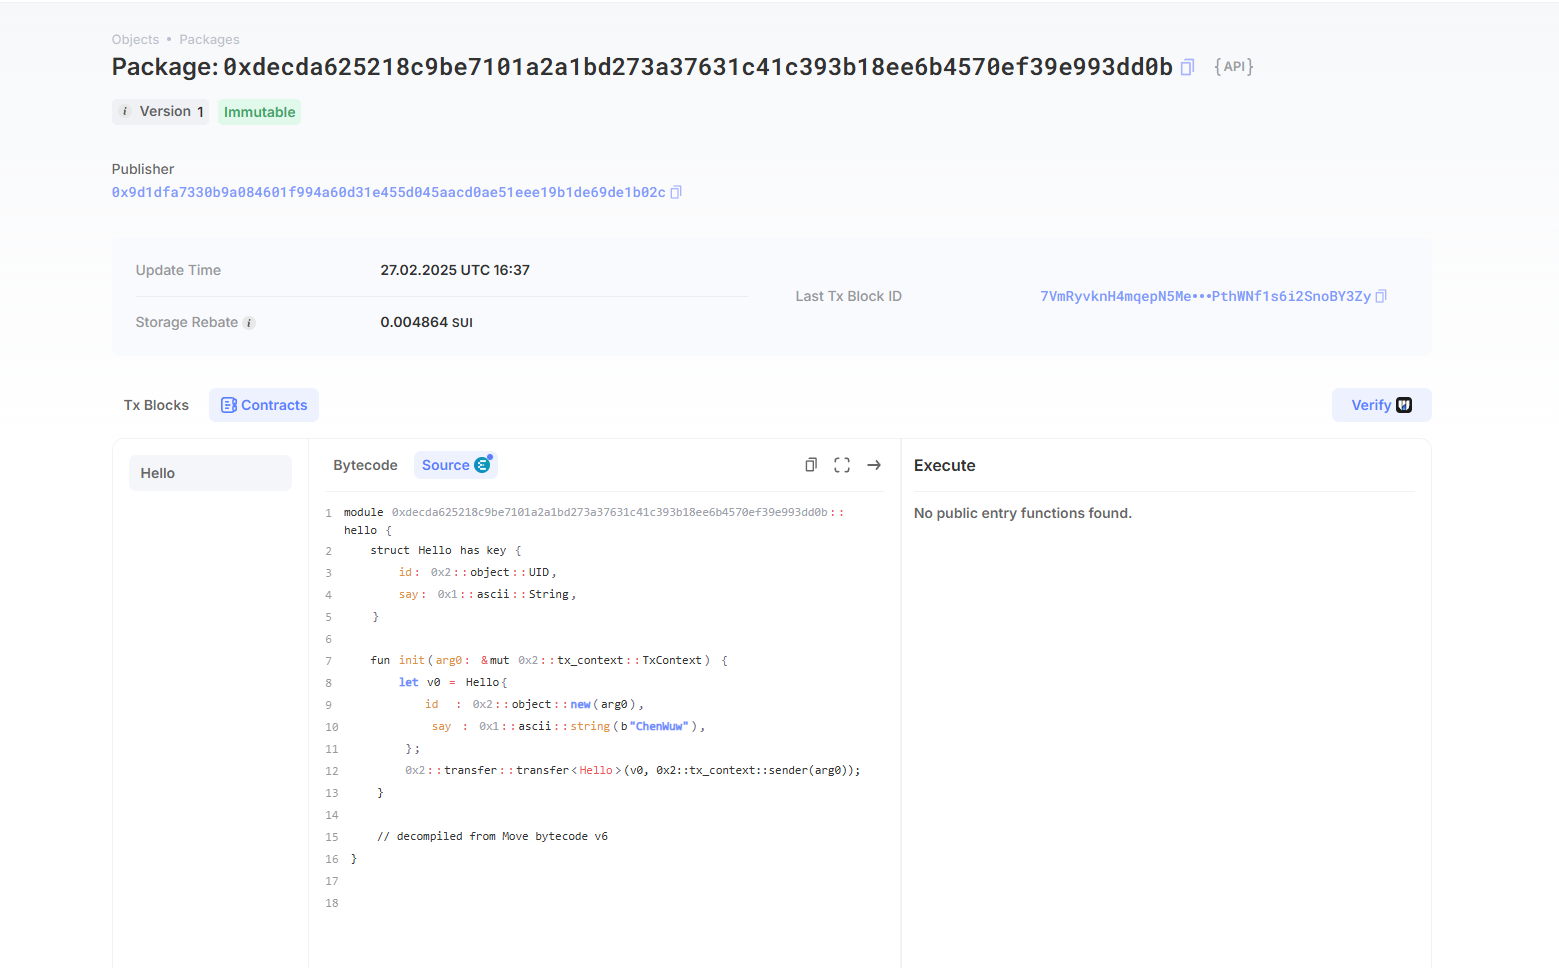 Objects • Packages
Package: 0xdecda625218c9be7101a2a1bd273a37631c41c393b18ee6b4570ef39e993dd0b {API}
i Version 1 Immutable
Publisher
0x9d1dfa7330b9a084601f994a60d31e455d045aacd0ae51eee19b1de69de1b02c
Update Time 27.02.2025 UTC 16:37
Last Tx Block ID 7VmRyvknH4mqepN5Me•••PthWNf1s6i2SnoBY3Zy
Storage Rebate i 0.004864 SUI
Tx Blocks Contracts Verify
Hello
Bytecode Source
Execute
No public entry functions found.
1 module 0xdecda625218c9be7101a2a1bd273a37631c41c393b18ee6b4570ef39e993dd0b::
hello {
2 struct Hello has key {
3 id: 0x2::object::UID,
4 say: 0x1::ascii::String,
5 }
6
7 fun init(arg0: &mut 0x2::tx_context::TxContext) {
8 let v0 = Hello{
9 id : 0x2::object::new(arg0),
10 say : 0x1::ascii::string(b"ChenWuw"),
11 };
12 0x2::transfer::transfer<Hello>(v0, 0x2::tx_context::sender(arg0));
13 }
14
15 // decompiled from Move bytecode v6
16 }
17
18